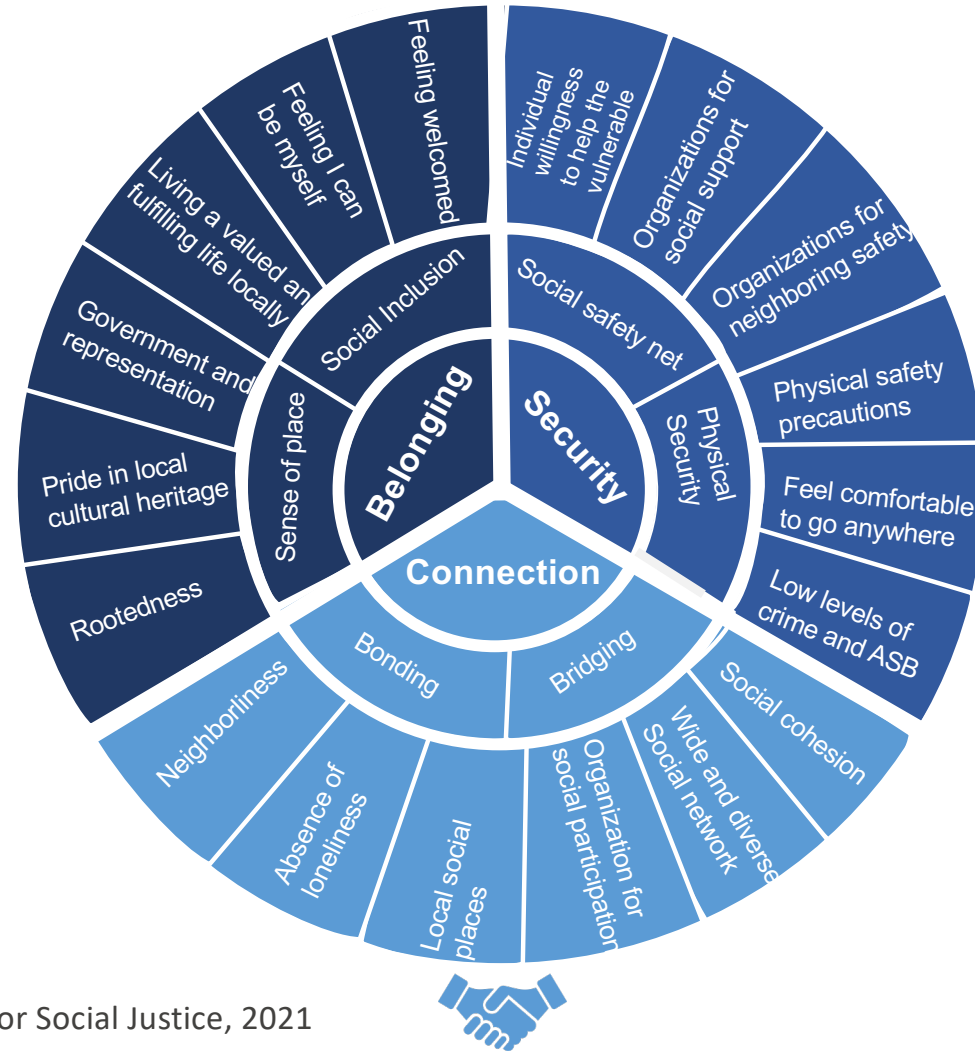 Feeling welcomed
Feeling I can
be myself
Living a valued an
fulfilling life locally
Government and
representation
Pride in local
cultural heritage
Rootedness
Social Inclusion
Sense of place
Belonging
Individual
willingness
to help the
vulnerable
Organizations for
social support
Organizations for
neighboring safety
Physical safety
precautions
Feel comfortable
to go anywhere
Low levels of
crime and ASB
Social safety net
Physical
Security
Security
Connection
Bonding
Bridging
Neighborliness
Absence of
loneliness
Local social
places
Organization for
social participation
Wide and diverse
Social network
Social cohesion
or Social Justice, 2021